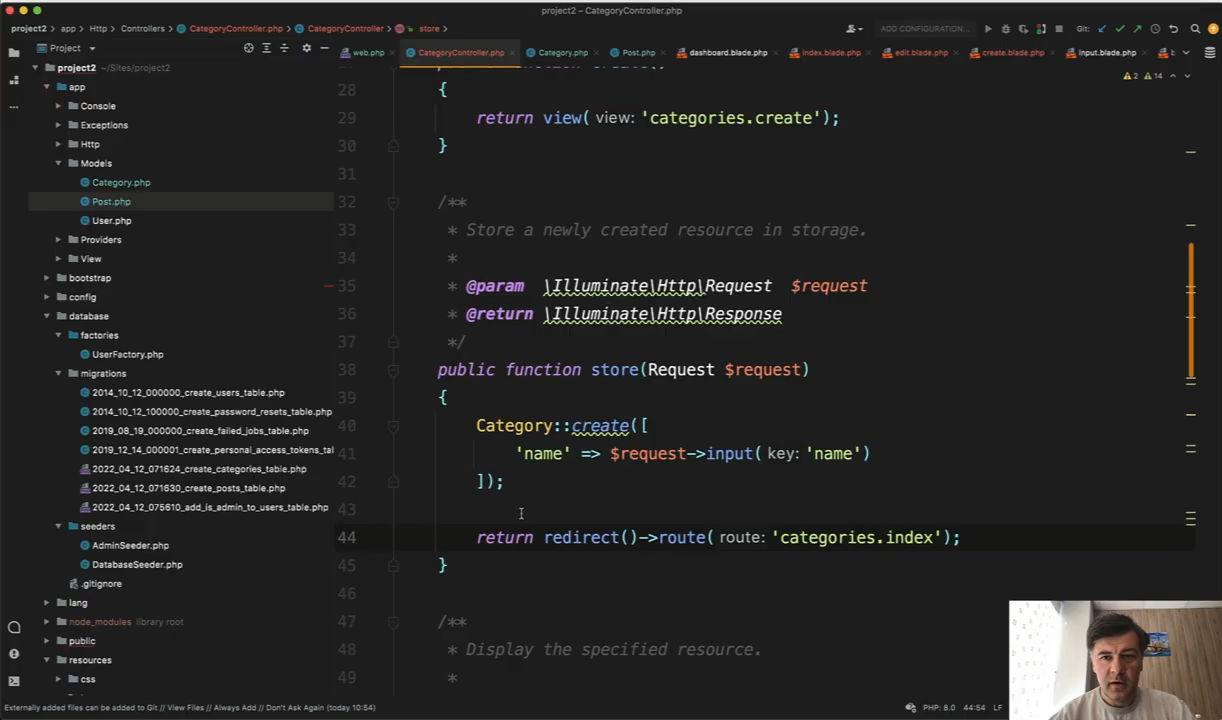 project2 – CategoryController.php
project2 app Http Controllers CategoryController.php CategoryController store
ADD CONFIGURATION... Git:
Project
web.php CategoryController.php Category.php Post.php dashboard.blade.php index.blade.php edit.blade.php create.blade.php input.blade.php
project2 ~/Sites/project2
app
Console
Exceptions
Http
Models
Category.php
Post.php
User.php
Providers
View
bootstrap
config
database
factories
UserFactory.php
migrations
2014_10_12_000000_create_users_table.php
2014_10_12_100000_create_password_resets_table.php
2019_08_19_000000_create_failed_jobs_table.php
2019_12_14_000001_create_personal_access_tokens_tal
2022_04_12_071624_create_categories_table.php
2022_04_12_071630_create_posts_table.php
2022_04_12_075610_add_is_admin_to_users_table.php
seeders
AdminSeeder.php
DatabaseSeeder.php
.gitignore
lang
node_modules library root
public
resources
css
2 14
28 {
29 return view( view: 'categories.create');
30 }
31
32 /**
33 * Store a newly created resource in storage.
34 *
35 * @param \Illuminate\Http\Request $request
36 * @return \Illuminate\Http\Response
37 */
38 public function store(Request $request)
39 {
40 Category::create([
41 'name' => $request->input( key: 'name')
42 ]);
43
44 return redirect()->route( route: 'categories.index');
45 }
46
47 /**
48 * Display the specified resource.
49 *
Externally added files can be added to Git // View Files // Always Add // Don't Ask Again (today 10:54)
PHP: 8.0 44:54 LF